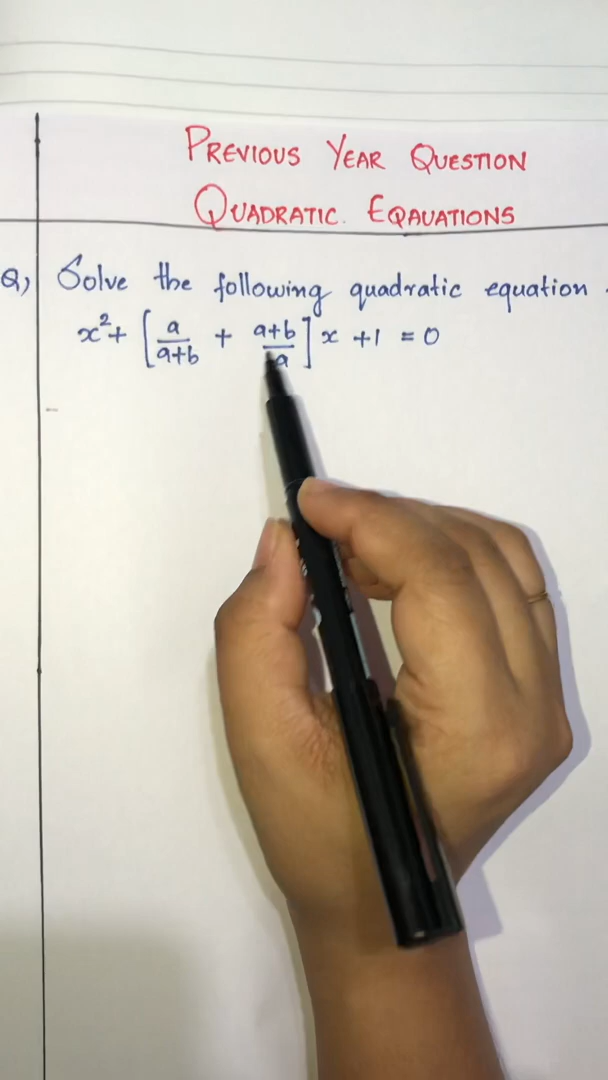 PREVIOUS YEAR QUESTION
QUADRATIC. EQAUATIONS
Q, Solve the following quadratic equation.
x² + [a/a+b + a+b/a] x + 1 = 0